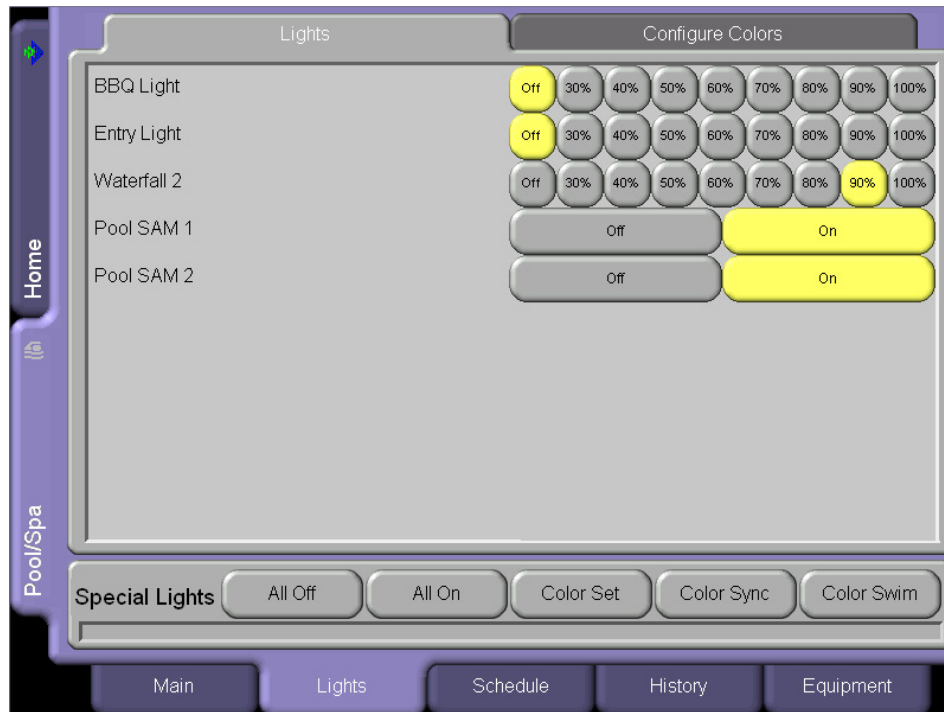 Lights Configure Colors
BBQ Light Off 30% 40% 50% 60% 70% 80% 90% 100%
Entry Light Off 30% 40% 50% 60% 70% 80% 90% 100%
Waterfall 2 Off 30% 40% 50% 60% 70% 80% 90% 100%
Pool SAM 1 Off On
Pool SAM 2 Off On
Home
Pool/Spa
Special Lights All Off All On Color Set Color Sync Color Swim
Main Lights Schedule History Equipment